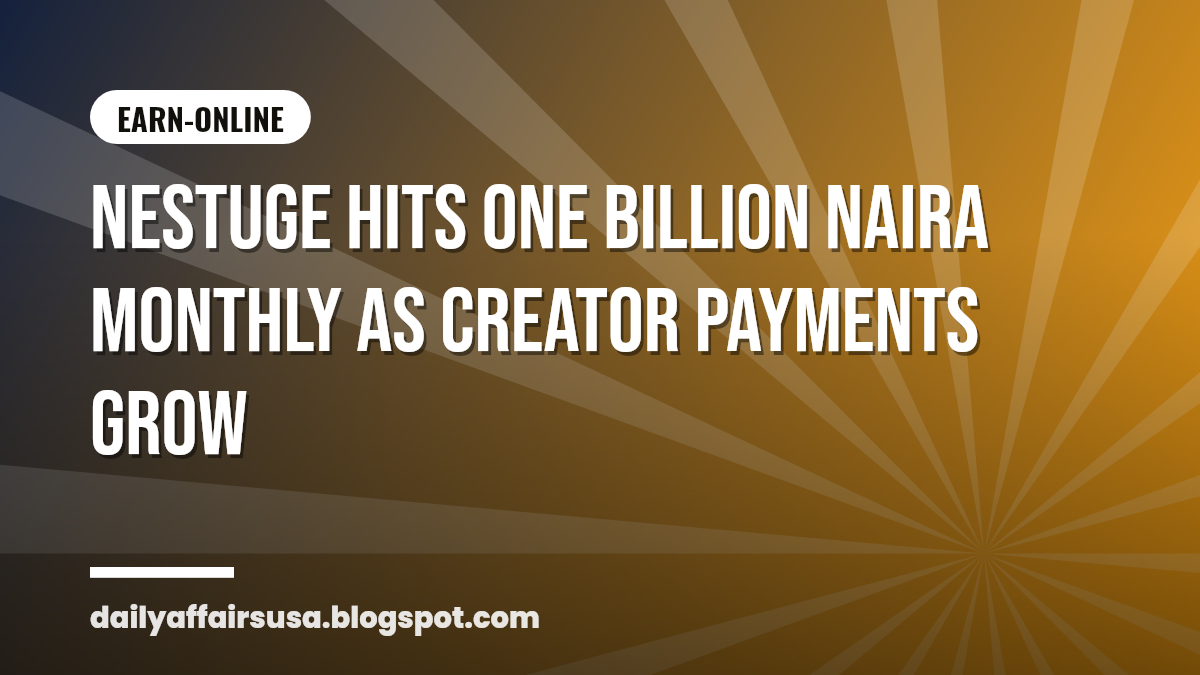 EARN-ONLINE
NESTUGE HITS ONE BILLION NAIRA
MONTHLY AS CREATOR PAYMENTS
GROW
dailyaffairsusa.blogspot.com